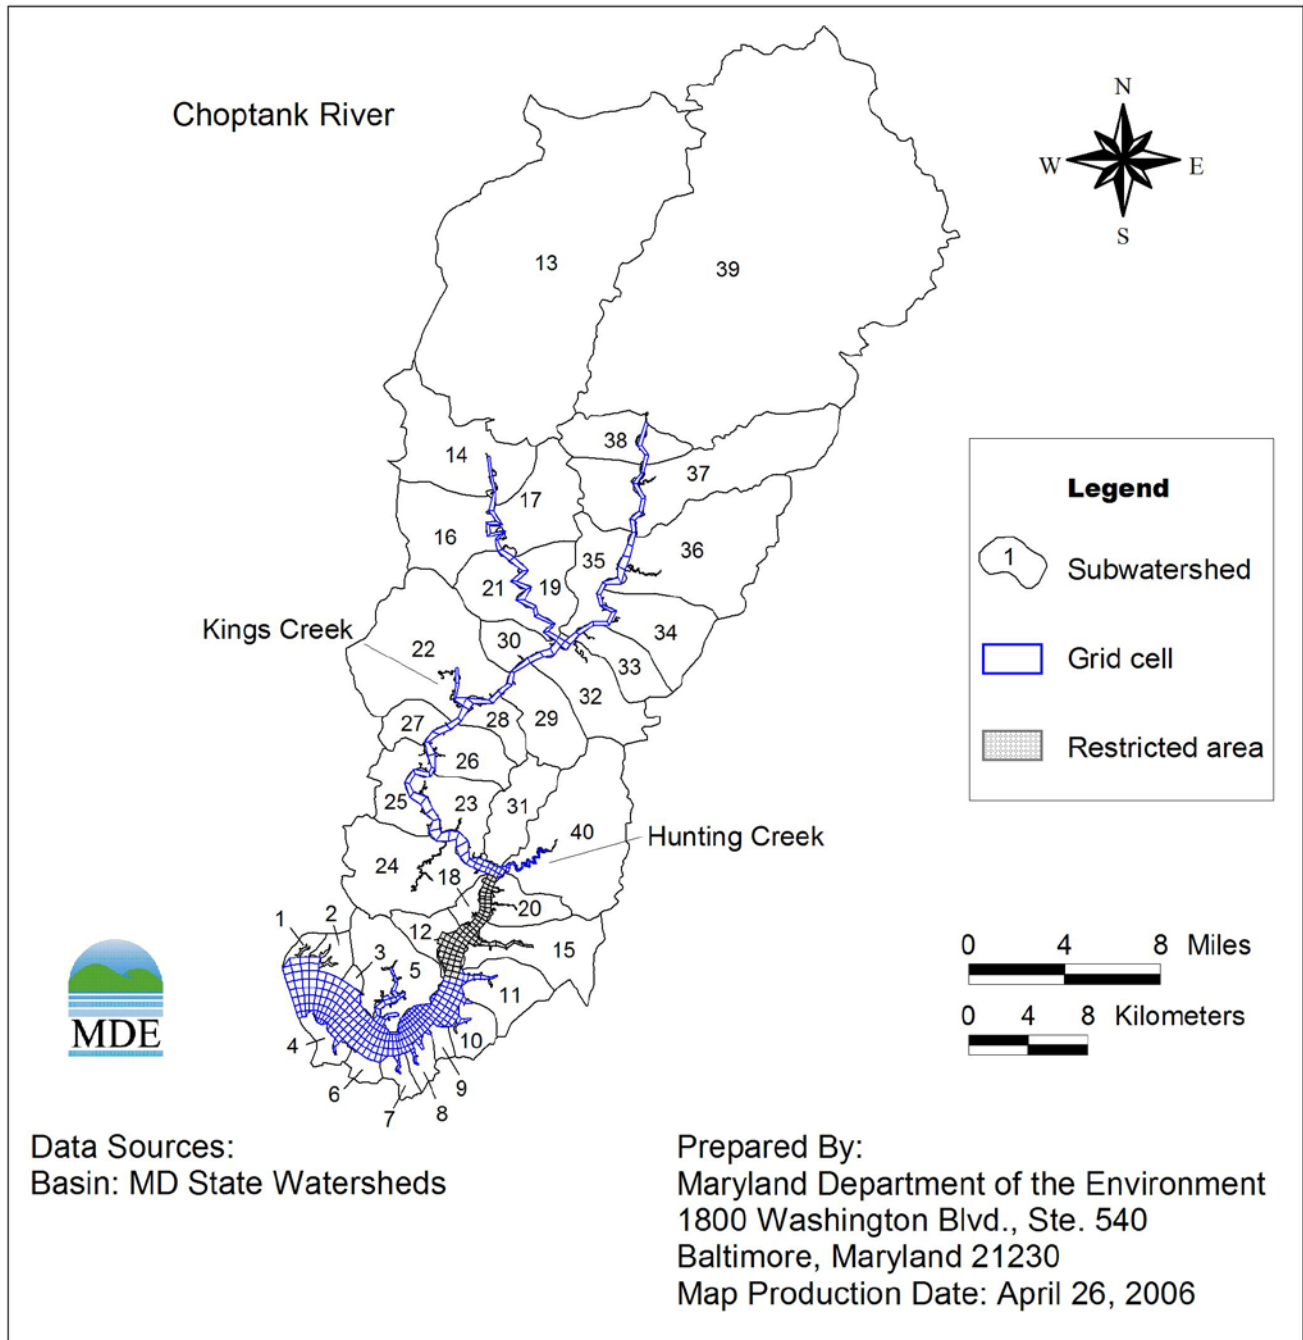 Choptank River
N
W E
S
13
39
38
14
37
17
16
36
35
21 19
34
Kings Creek
30
22
33
32
28
27
29
26
25
23
31
40
Hunting Creek
24
18
20
2
1
12
15
3
5
11
10
4
9
6
8
7
Legend
1 Subwatershed
Grid cell
Restricted area
0 4 8 Miles
0 4 8 Kilometers
MDE
Data Sources:
Basin: MD State Watersheds
Prepared By:
Maryland Department of the Environment
1800 Washington Blvd., Ste. 540
Baltimore, Maryland 21230
Map Production Date: April 26, 2006